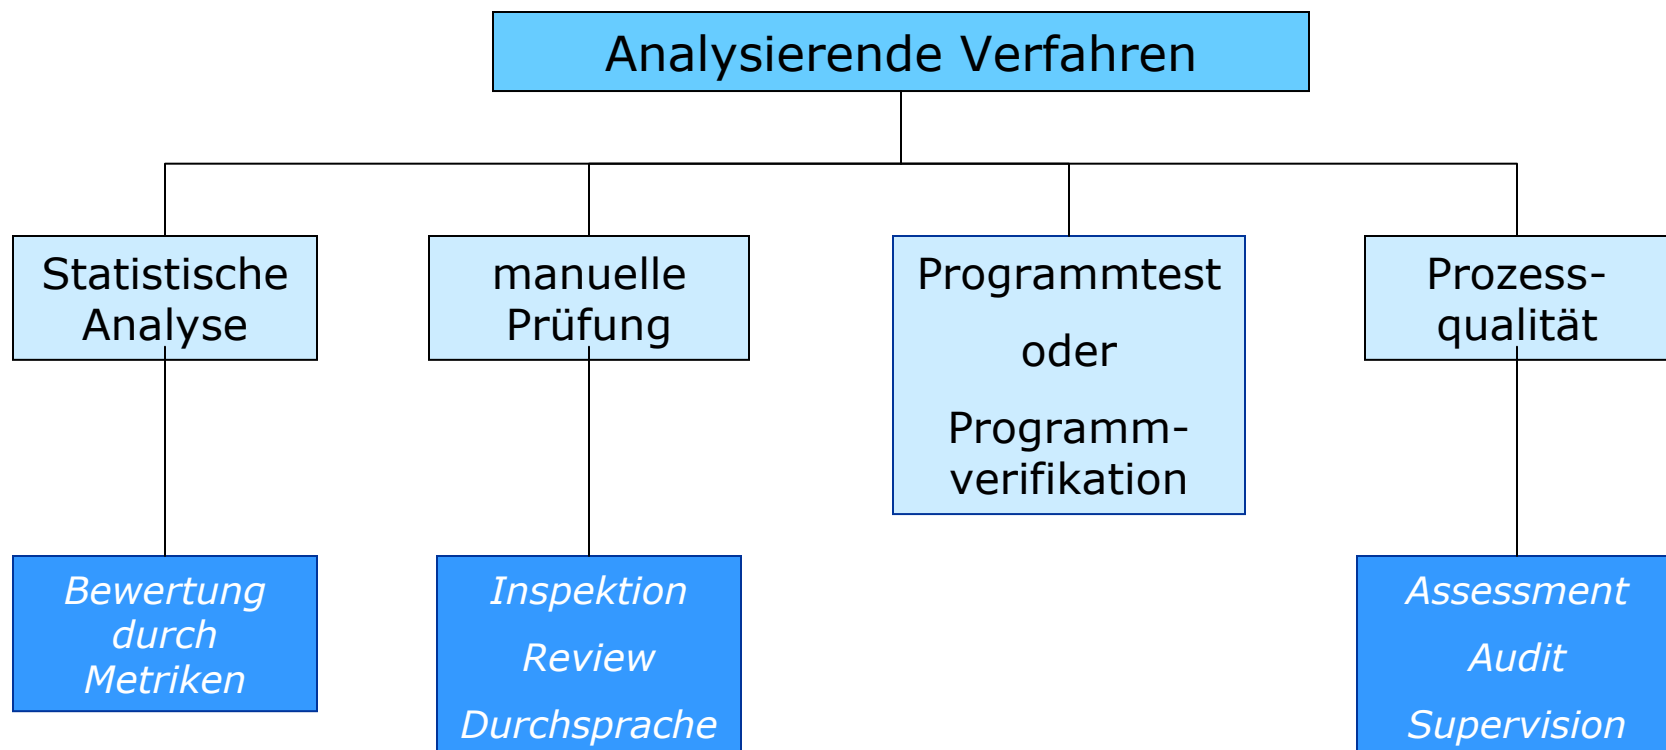 Analysierende Verfahren
Statistische
Analyse
manuelle
Prüfung
Programmtest
oder
Programm-
verifikation
Prozess-
qualität
Bewertung
durch
Metriken
Inspektion
Review
Durchsprache
Assessment
Audit
Supervision